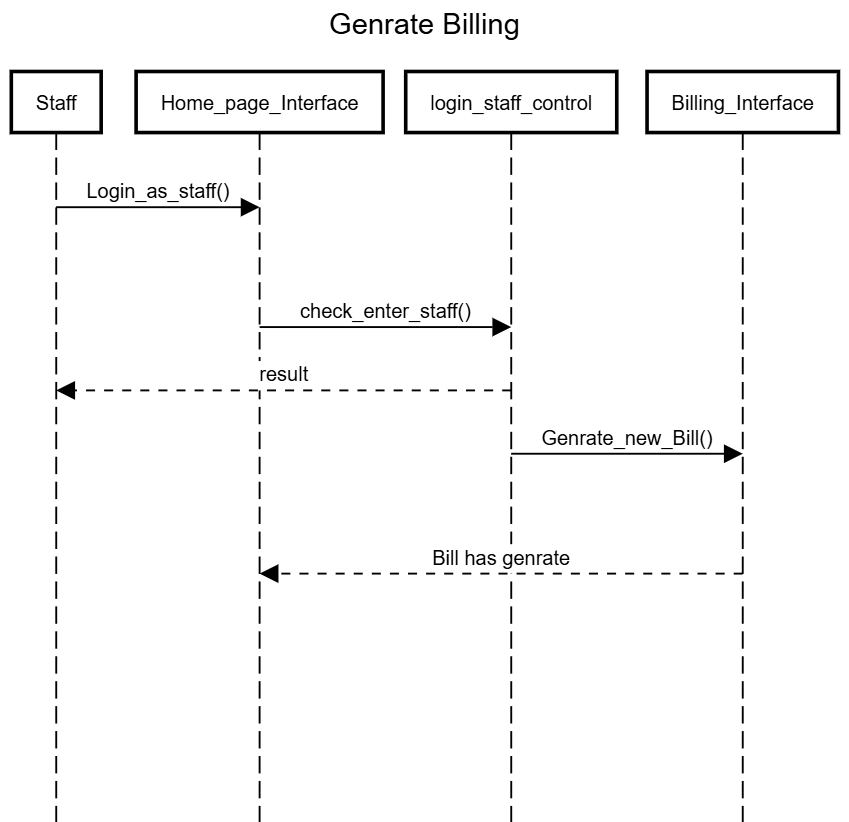 Genrate Billing
Staff
Home_page_Interface
login_staff_control
Billing_Interface
Login_as_staff()
check_enter_staff()
result
Genrate_new_Bill()
Bill has genrate